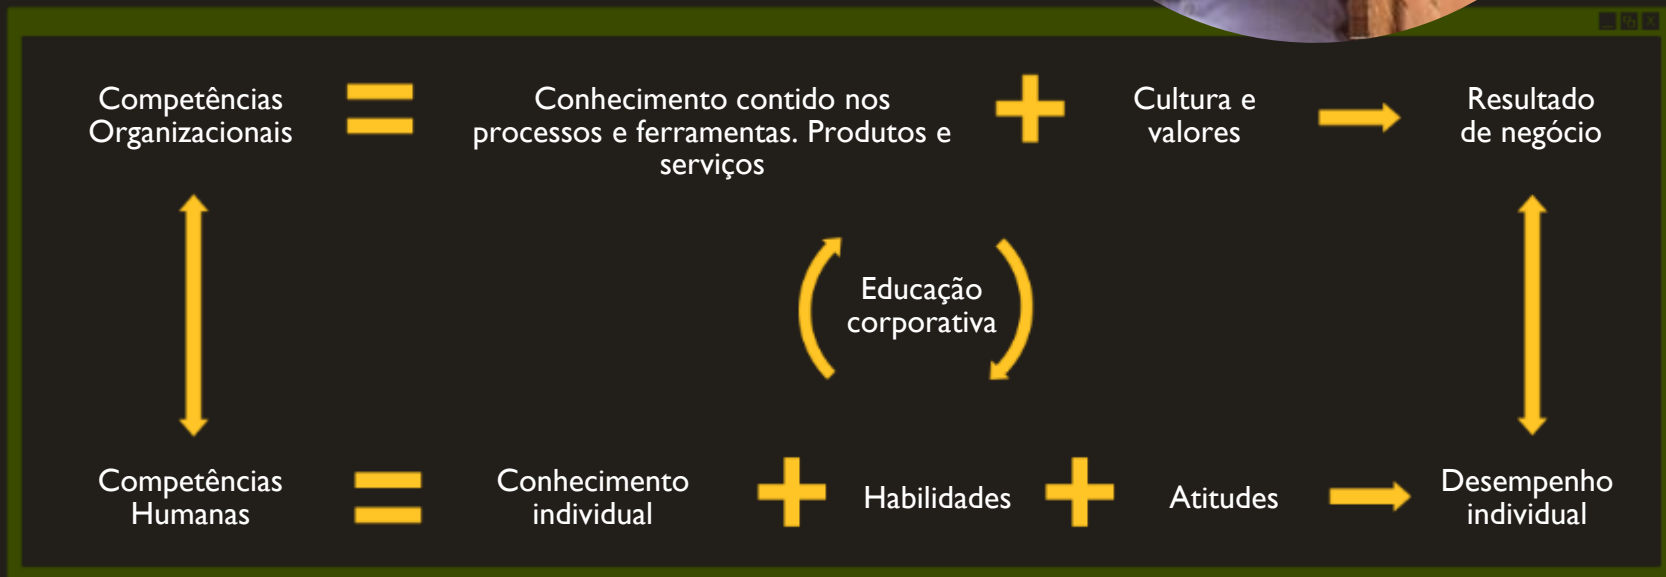 Competências
Organizacionais
Conhecimento contido nos
processos e ferramentas. Produtos e
serviços
Cultura e
valores
Resultado
de negócio
Educação
corporativa
Competências
Humanas
Conhecimento
individual
Habilidades
Atitudes
Desempenho
individual